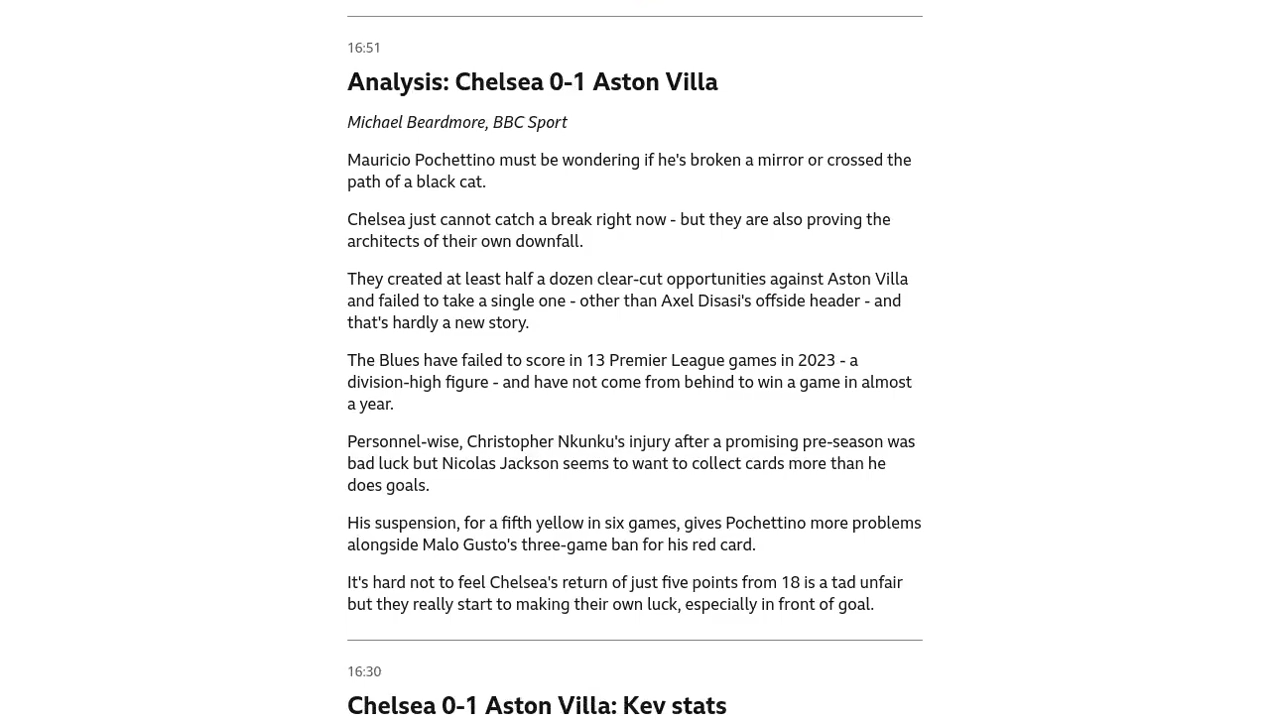 16:51
Analysis: Chelsea 0-1 Aston Villa
Michael Beardmore, BBC Sport
Mauricio Pochettino must be wondering if he's broken a mirror or crossed the
path of a black cat.
Chelsea just cannot catch a break right now - but they are also proving the
architects of their own downfall.
They created at least half a dozen clear-cut opportunities against Aston Villa
and failed to take a single one - other than Axel Disasi's offside header - and
that's hardly a new story.
The Blues have failed to score in 13 Premier League games in 2023 - a
division-high figure - and have not come from behind to win a game in almost
a year.
Personnel-wise, Christopher Nkunku's injury after a promising pre-season was
bad luck but Nicolas Jackson seems to want to collect cards more than he
does goals.
His suspension, for a fifth yellow in six games, gives Pochettino more problems
alongside Malo Gusto's three-game ban for his red card.
It's hard not to feel Chelsea's return of just five points from 18 is a tad unfair
but they really start to making their own luck, especially in front of goal.
16:30
Chelsea 0-1 Aston Villa: Key stats